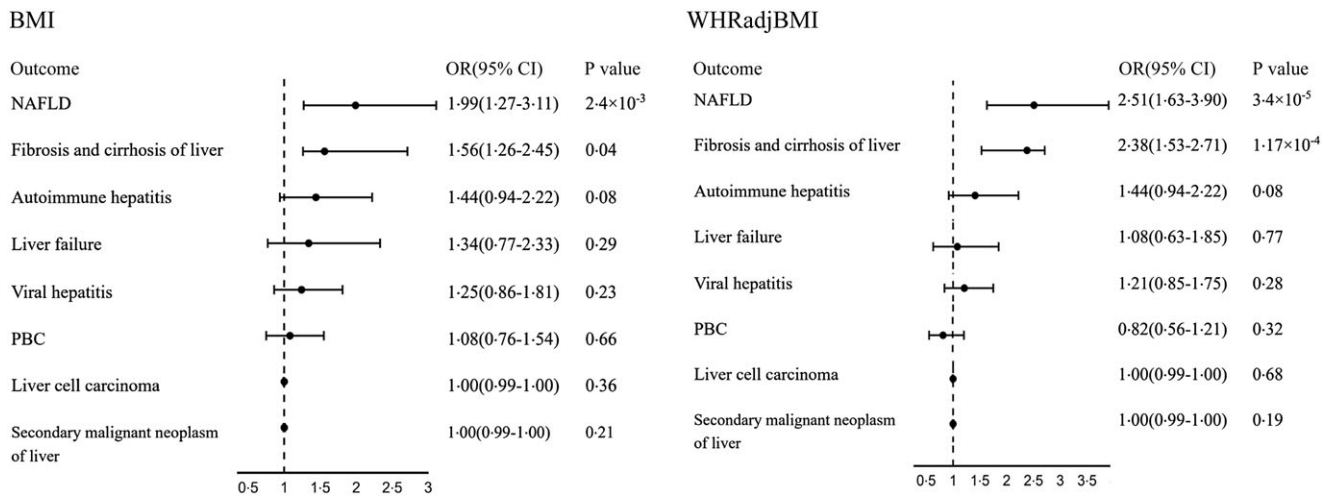 BMI
Outcome OR(95% CI) P value
NAFLD 1·99(1·27-3·11) 2·4×10⁻³
Fibrosis and cirrhosis of liver 1·56(1·26-2·45) 0·04
Autoimmune hepatitis 1·44(0·94-2·22) 0·08
Liver failure 1·34(0·77-2·33) 0·29
Viral hepatitis 1·25(0·86-1·81) 0·23
PBC 1·08(0·76-1·54) 0·66
Liver cell carcinoma 1·00(0·99-1·00) 0·36
Secondary malignant neoplasm 1·00(0·99-1·00) 0·21
of liver
0·5 1 1·5 2 2·5 3
WHRadjBMI
Outcome OR(95% CI) P value
NAFLD 2·51(1·63-3·90) 3·4×10⁻⁵
Fibrosis and cirrhosis of liver 2·38(1·53-2·71) 1·17×10⁻⁴
Autoimmune hepatitis 1·44(0·94-2·22) 0·08
Liver failure 1·08(0·63-1·85) 0·77
Viral hepatitis 1·21(0·85-1·75) 0·28
PBC 0·82(0·56-1·21) 0·32
Liver cell carcinoma 1·00(0·99-1·00) 0·68
Secondary malignant neoplasm 1·00(0·99-1·00) 0·19
of liver
0·5 1 1·5 2 2·5 3 3·5